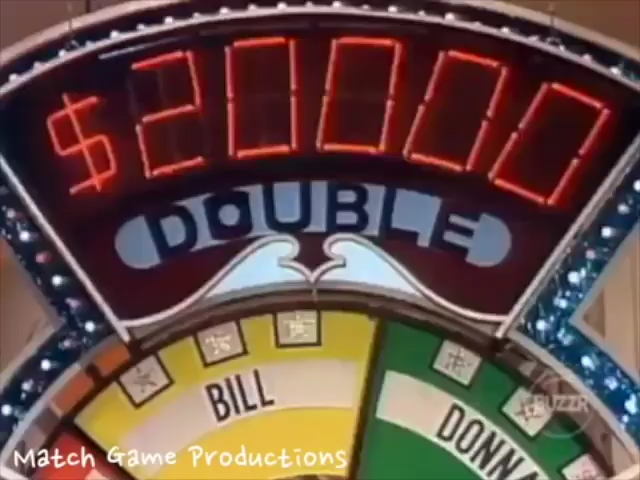 $20000
DOUBLE
BILL
DONNA
BUZZR
Match Game Productions